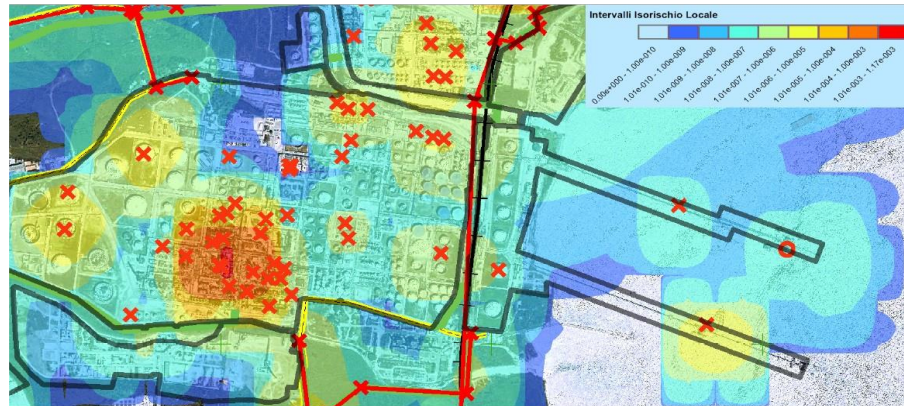 Intervalli Isorischio Locale
0.00e+000 - 1.00e-010
1.01e-010 - 1.00e-009
1.01e-009 - 1.00e-008
1.01e-008 - 1.00e-007
1.01e-007 - 1.00e-006
1.01e-006 - 1.00e-005
1.01e-005 - 1.00e-004
1.01e-004 - 1.00e-003
1.01e-003 - 1.17e-003